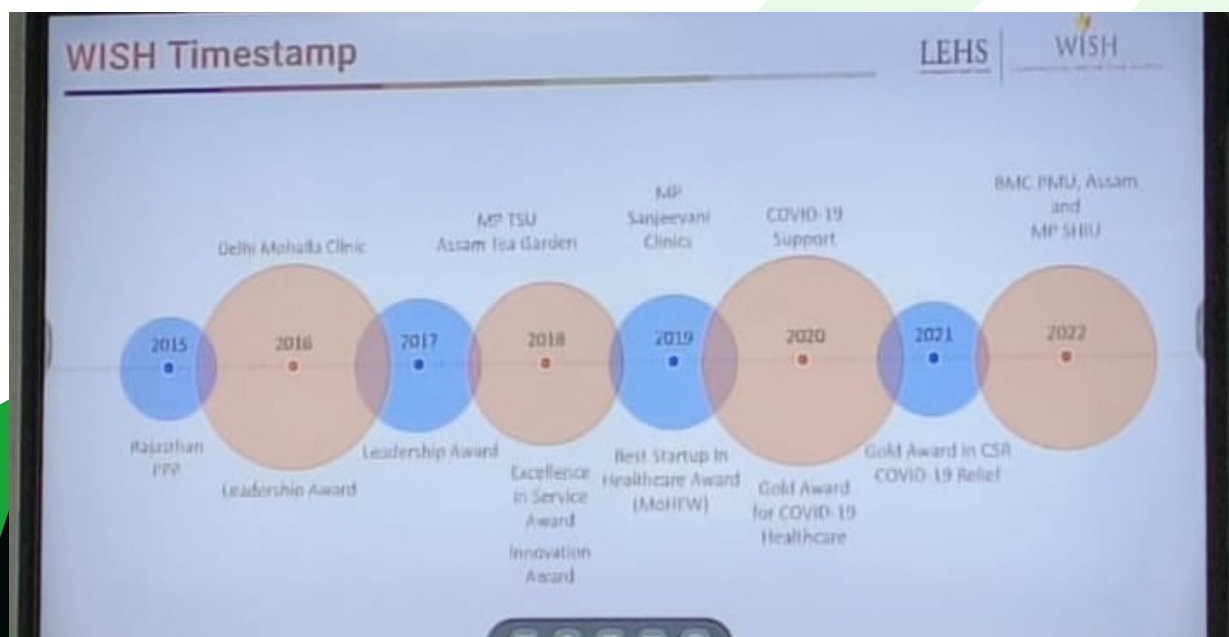 WISH Timestamp
LEHS
WISH
Delhi Mohalla Clinic
MP TSU
Assam Tea Garden
MP
Sanjeevani
Clinics
COVID-19
Support
BMC PMU, Assam
and
MP SHIU
2015
2016
2017
2018
2019
2020
2021
2022
Rajasthan
PPP
Leadership Award
Leadership Award
Excellence
in Service
Award
Innovation
Award
Best Startup in
Healthcare Award
(MoHFW)
Gold Award
for COVID-19
Healthcare
Gold Award in CSR
COVID-19 Relief